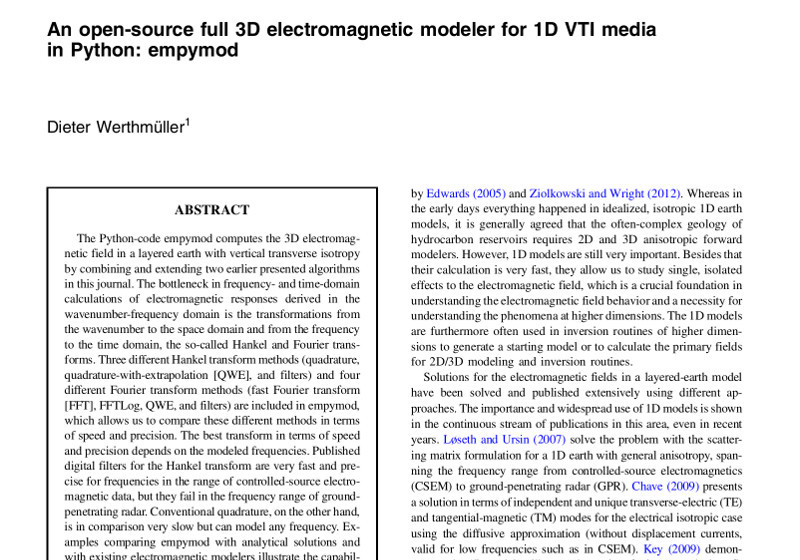 An open-source full 3D electromagnetic modeler for 1D VTI media
in Python: empymod
Dieter Werthmüller1
ABSTRACT
The Python-code empymod computes the 3D electromag-
netic field in a layered earth with vertical transverse isotropy
by combining and extending two earlier presented algorithms
in this journal. The bottleneck in frequency- and time-domain
calculations of electromagnetic responses derived in the
wavenumber-frequency domain is the transformations from
the wavenumber to the space domain and from the frequency
to the time domain, the so-called Hankel and Fourier trans-
forms. Three different Hankel transform methods (quadrature,
quadrature-with-extrapolation [QWE], and filters) and four
different Fourier transform methods (fast Fourier transform
[FFT], FFTLog, QWE, and filters) are included in empymod,
which allows us to compare these different methods in terms
of speed and precision. The best transform in terms of speed
and precision depends on the modeled frequencies. Published
digital filters for the Hankel transform are very fast and pre-
cise for frequencies in the range of controlled-source electro-
magnetic data, but they fail in the frequency range of ground-
penetrating radar. Conventional quadrature, on the other hand,
is in comparison very slow but can model any frequency. Ex-
amples comparing empymod with analytical solutions and
with existing electromagnetic modelers illustrate the capabil-
by Edwards (2005) and Ziolkowski and Wright (2012). Whereas in
the early days everything happened in idealized, isotropic 1D earth
models, it is generally agreed that the often-complex geology of
hydrocarbon reservoirs requires 2D and 3D anisotropic forward
modelers. However, 1D models are still very important. Besides that
their calculation is very fast, they allow us to study single, isolated
effects to the electromagnetic field, which is a crucial foundation in
understanding the electromagnetic field behavior and a necessity for
understanding the phenomena at higher dimensions. The 1D models
are furthermore often used in inversion routines of higher dimen-
sions to generate a starting model or to calculate the primary fields
for 2D/3D modeling and inversion routines.
Solutions for the electromagnetic fields in a layered-earth model
have been solved and published extensively using different ap-
proaches. The importance and widespread use of 1D models is shown
in the continuous stream of publications in this area, even in recent
years. Løseth and Ursin (2007) solve the problem with the scatter-
ing matrix formulation for a 1D earth with general anisotropy, span-
ning the frequency range from controlled-source electromagnetics
(CSEM) to ground-penetrating radar (GPR). Chave (2009) presents
a solution in terms of independent and unique transverse-electric (TE)
and tangential-magnetic (TM) modes for the electrical isotropic case
using the diffusive approximation (without displacement currents,
valid for low frequencies such as in CSEM). Key (2009) demon-